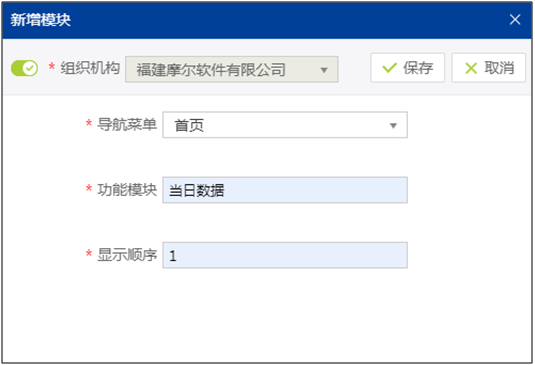 新增模块
* 组织机构 福建摩尔软件有限公司 保存 取消
* 导航菜单 首页
* 功能模块 当日数据
* 显示顺序 1